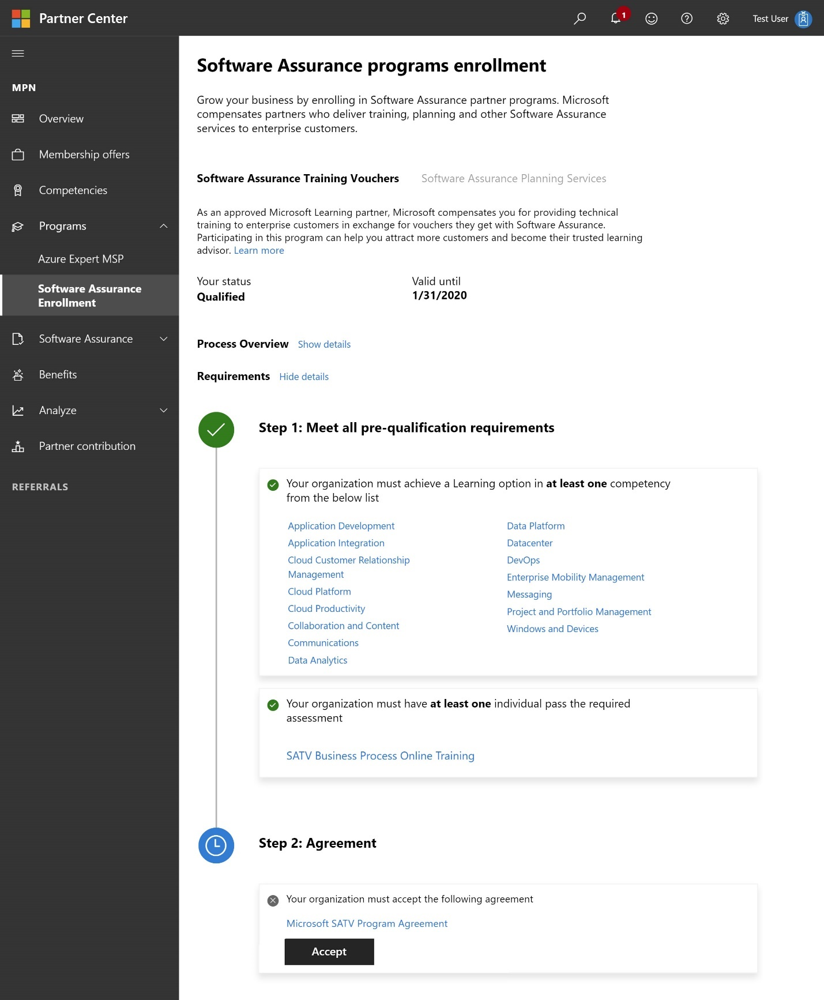 Partner Center
1
Test User
MPN
Overview
Membership offers
Competencies
Programs
Azure Expert MSP
Software Assurance
Enrollment
Software Assurance
Benefits
Analyze
Partner contribution
REFERRALS
Software Assurance programs enrollment
Grow your business by enrolling in Software Assurance partner programs. Microsoft
compensates partners who deliver training, planning and other Software Assurance
services to enterprise customers.
Software Assurance Training Vouchers
Software Assurance Planning Services
As an approved Microsoft Learning partner, Microsoft compensates you for providing technical
training to enterprise customers in exchange for vouchers they get with Software Assurance.
Participating in this program can help you attract more customers and become their trusted learning
advisor. Learn more
Your status
Qualified
Valid until
1/31/2020
Process Overview Show details
Requirements Hide details
Step 1: Meet all pre-qualification requirements
Your organization must achieve a Learning option in at least one competency
from the below list
Application Development
Application Integration
Cloud Customer Relationship
Management
Cloud Platform
Cloud Productivity
Collaboration and Content
Communications
Data Analytics
Data Platform
Datacenter
DevOps
Enterprise Mobility Management
Messaging
Project and Portfolio Management
Windows and Devices
Your organization must have at least one individual pass the required
assessment
SATV Business Process Online Training
Step 2: Agreement
Your organization must accept the following agreement
Microsoft SATV Program Agreement
Accept